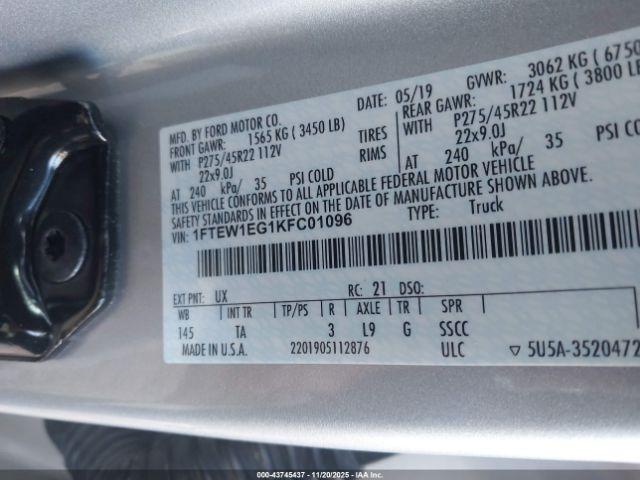 MFD. BY FORD MOTOR CO. DATE: 05/19 GVWR: 3062 KG ( 6750
FRONT GAWR: 1565 KG ( 3450 LB) REAR GAWR: 1724 KG ( 3800 LB
WITH P275/45R22 112V TIRES WITH P275/45R22 112V
22x9.0J RIMS 22x9.0J
AT 240 kPa/ 35 PSI COLD AT 240 kPa/ 35 PSI CO
THIS VEHICLE CONFORMS TO ALL APPLICABLE FEDERAL MOTOR VEHICLE
SAFETY STANDARDS IN EFFECT ON THE DATE OF MANUFACTURE SHOWN ABOVE.
VIN: 1FTEW1EG1KFC01096 TYPE: Truck
EXT PNT: UX RC: 21 DSO:
WB INT TR TP/PS R AXLE TR SPR
145 TA 3 L9 G SSCC
MADE IN U.S.A. 2201905112876 ULC ▽ 5U5A-3520472
© IAAI - 43745437 - 11/20/2025 - IAAI.COM